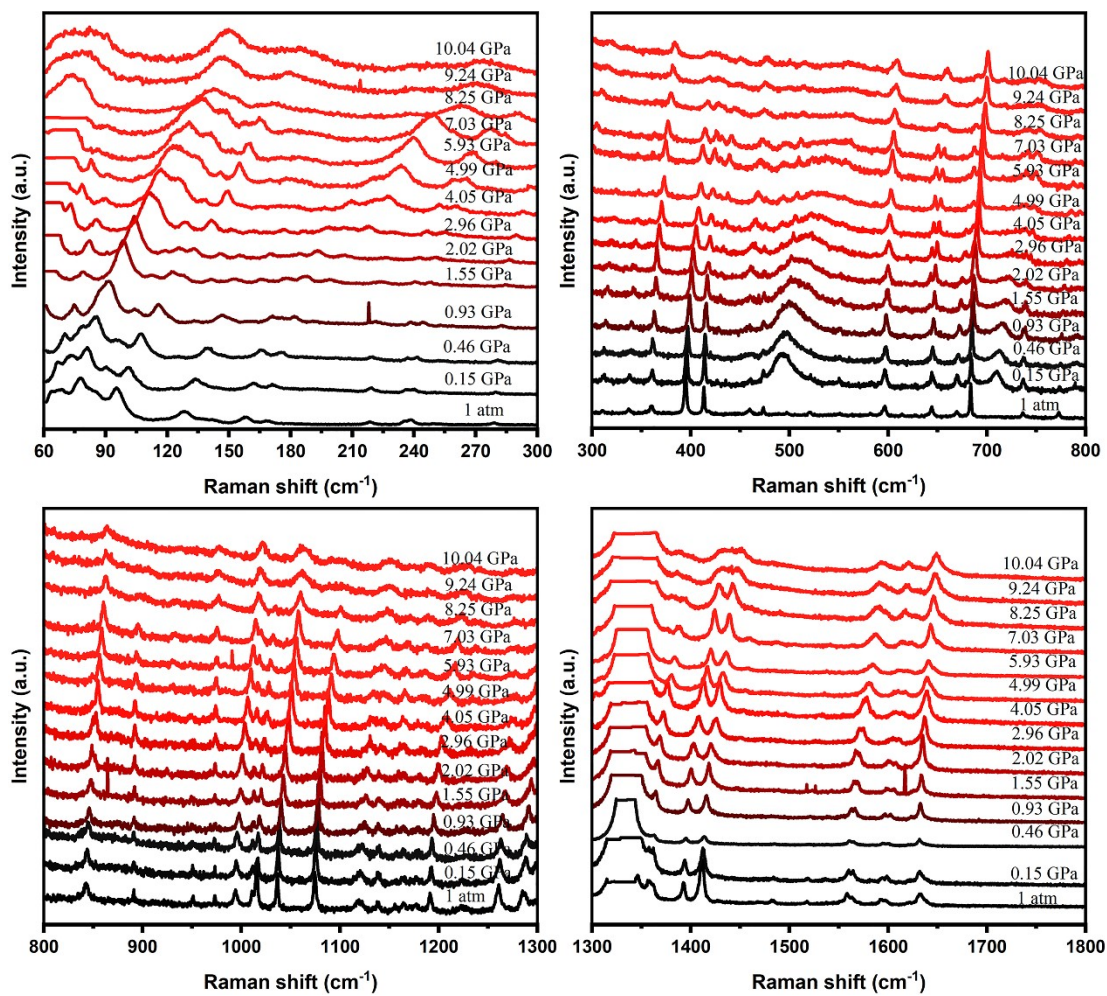 Intensity (a.u.)
10.04 GPa
9.24 GPa
8.25 GPa
7.03 GPa
5.93 GPa
4.99 GPa
4.05 GPa
2.96 GPa
2.02 GPa
1.55 GPa
0.93 GPa
0.46 GPa
0.15 GPa
1 atm
60 90 120 150 180 210 240 270 300
Raman shift (cm⁻¹)
Intensity (a.u.)
10.04 GPa
9.24 GPa
8.25 GPa
7.03 GPa
5.93 GPa
4.99 GPa
4.05 GPa
2.96 GPa
2.02 GPa
1.55 GPa
0.93 GPa
0.46 GPa
0.15 GPa
1 atm
300 400 500 600 700 800
Raman shift (cm⁻¹)
Intensity (a.u.)
10.04 GPa
9.24 GPa
8.25 GPa
7.03 GPa
5.93 GPa
4.99 GPa
4.05 GPa
2.96 GPa
2.02 GPa
1.55 GPa
0.93 GPa
0.46 GPa
0.15 GPa
1 atm
800 900 1000 1100 1200 1300
Raman shift (cm⁻¹)
Intensity (a.u.)
10.04 GPa
9.24 GPa
8.25 GPa
7.03 GPa
5.93 GPa
4.99 GPa
4.05 GPa
2.96 GPa
2.02 GPa
1.55 GPa
0.93 GPa
0.46 GPa
0.15 GPa
1 atm
1300 1400 1500 1600 1700 1800
Raman shift (cm⁻¹)